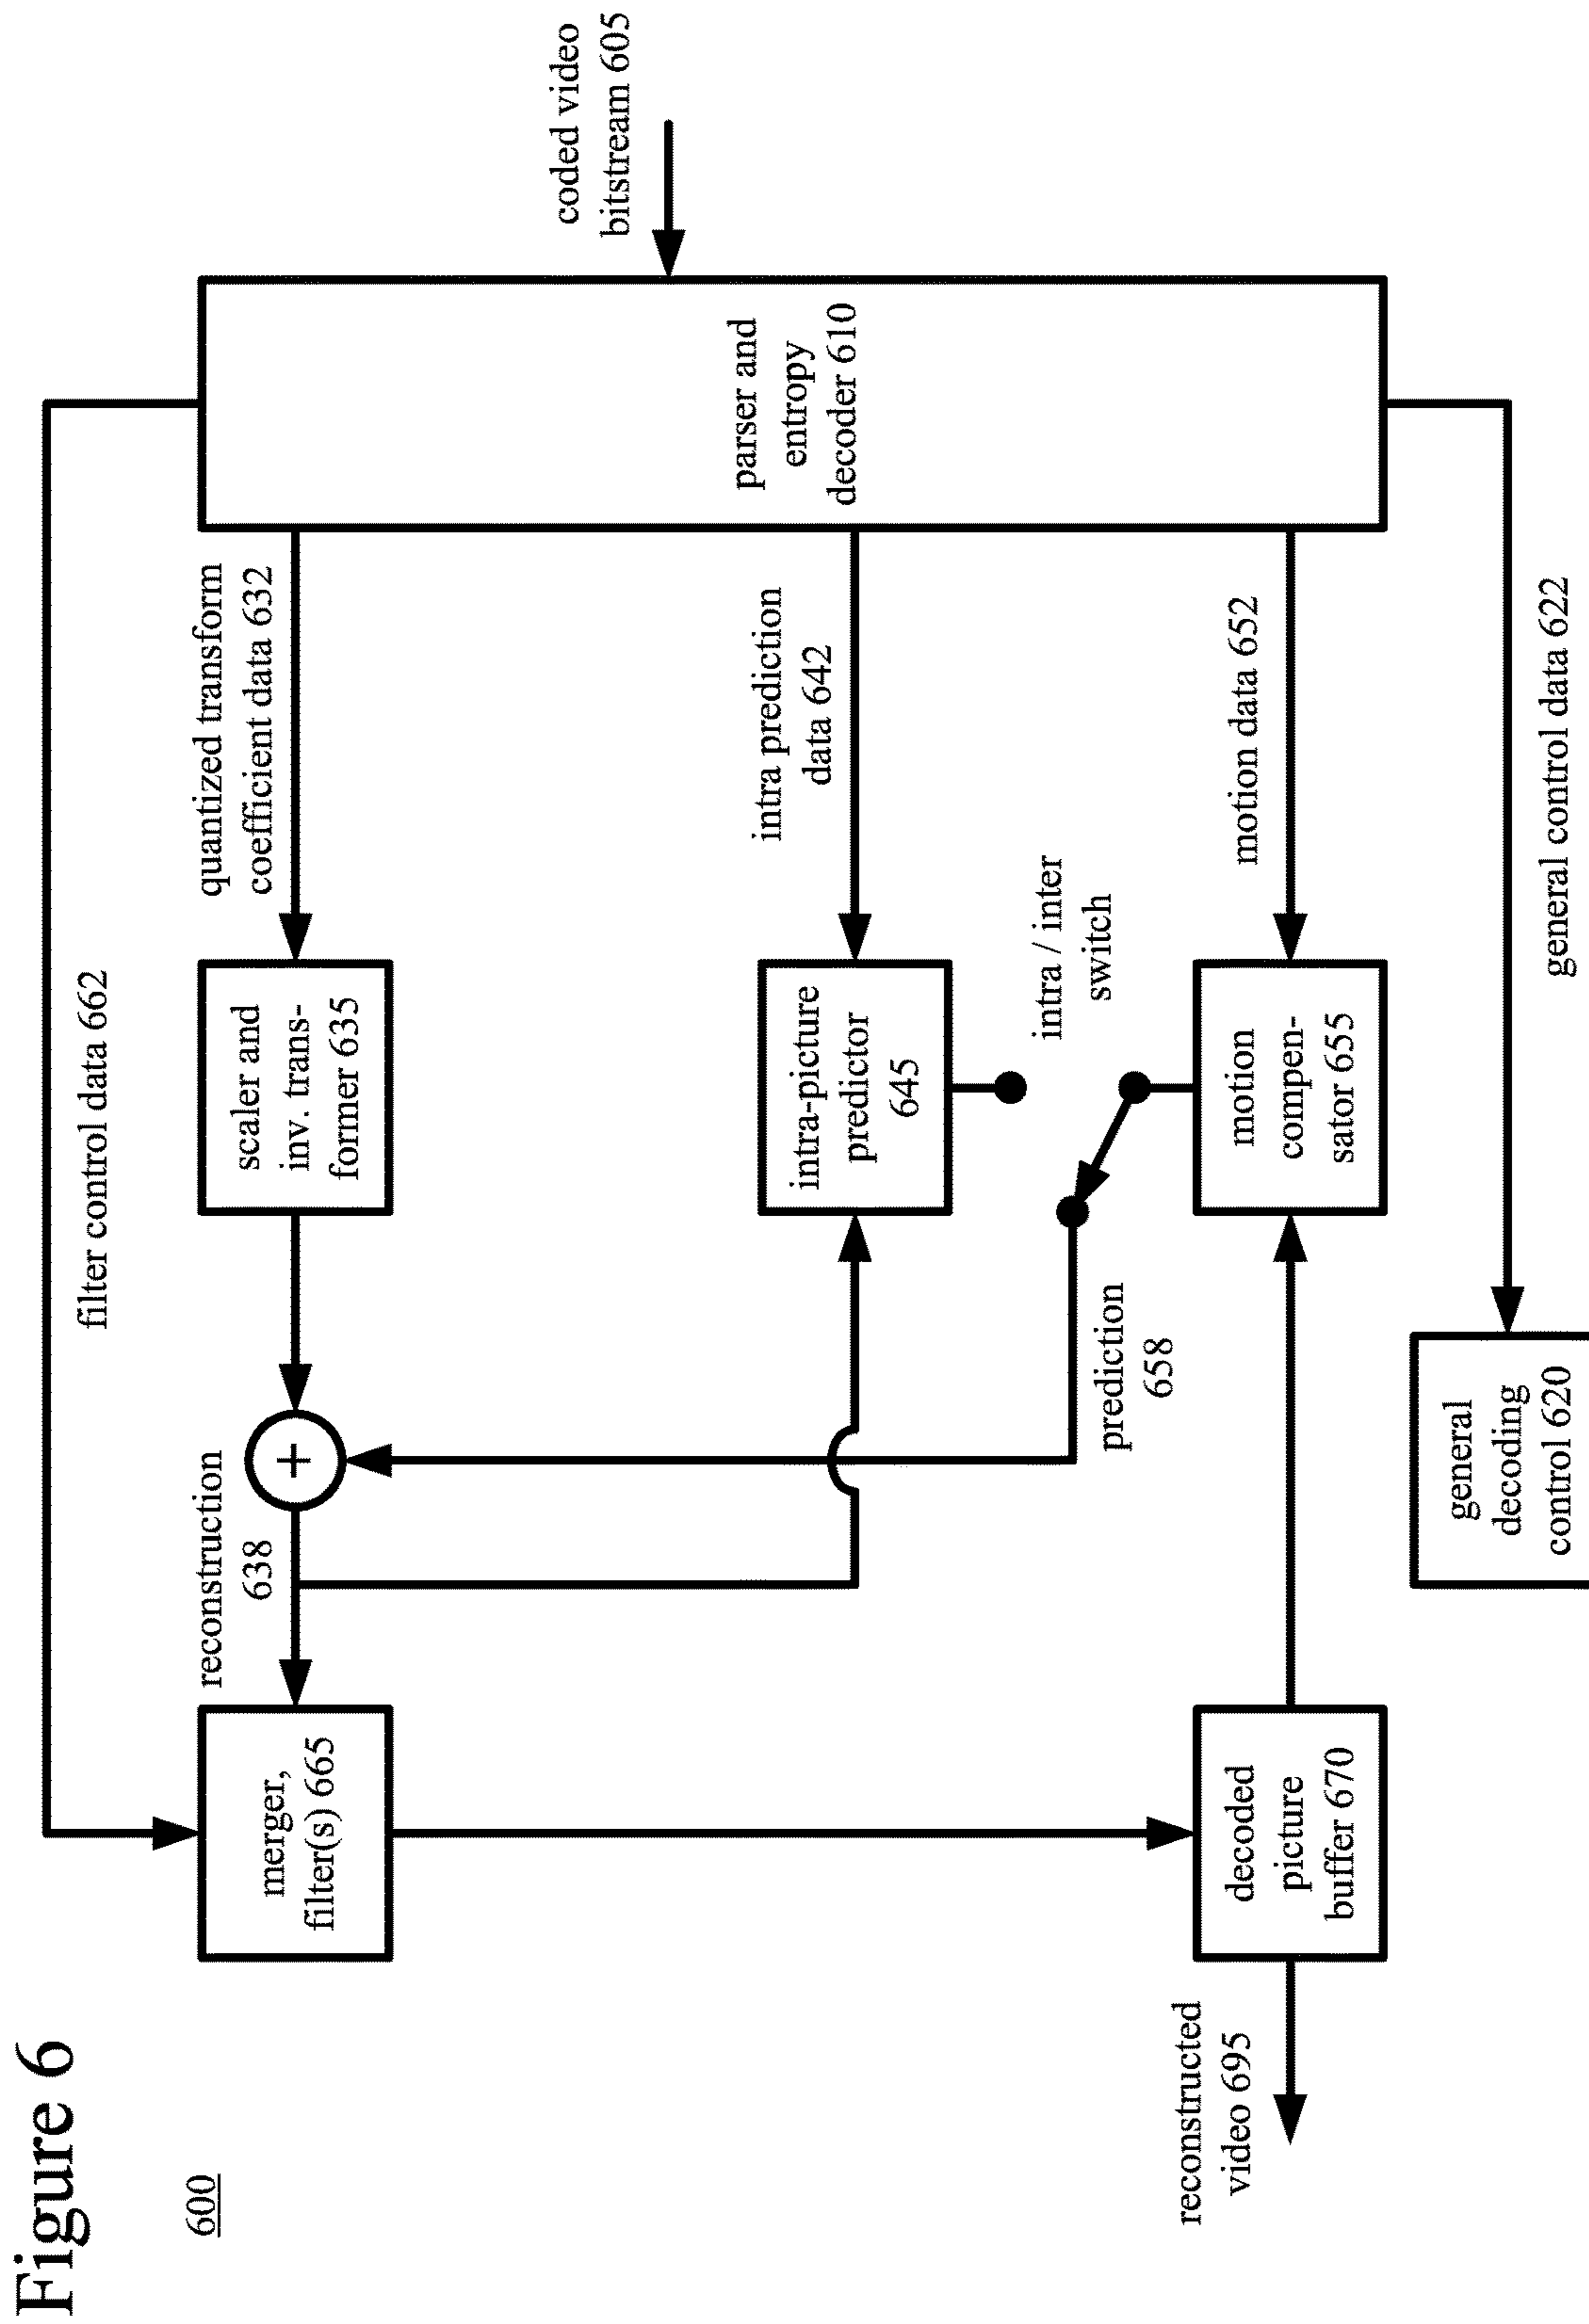 Figure 6
600
coded video
bitstream 605
parser and
entropy
decoder 610
filter control data 662
quantized transform
coefficient data 632
intra prediction
data 642
motion data 652
general control data 622
scaler and
inv. trans-
former 635
intra-picture
predictor
645
intra / inter
switch
motion
compen-
sator 655
prediction
658
general
decoding
control 620
reconstruction
638
merger,
filter(s) 665
decoded
picture
buffer 670
reconstructed
video 695